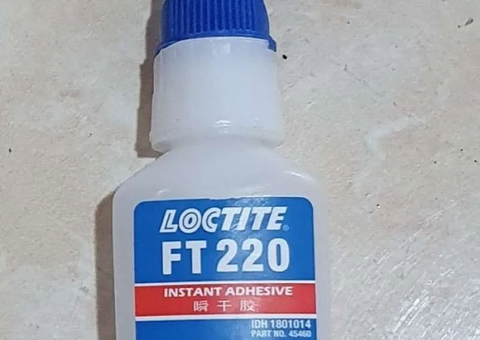 LOCTITE®
FT 220
INSTANT ADHESIVE
瞬干胶
IDH 1801014
PART NO. 45460